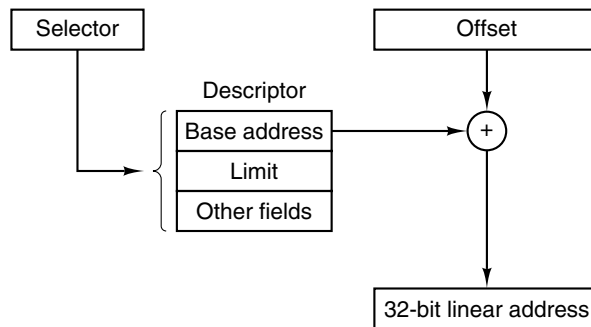 Selector
Offset
Descriptor
Base address
+
Limit
Other fields
32-bit linear address